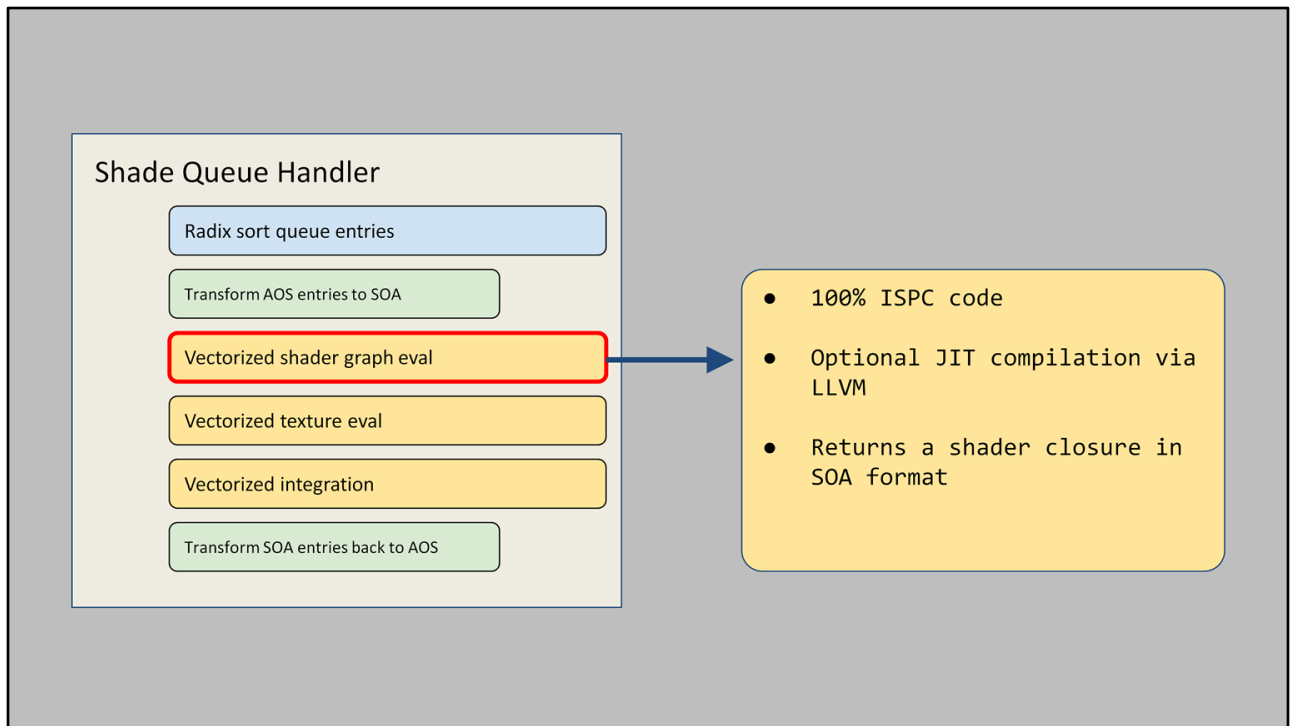 Shade Queue Handler
Radix sort queue entries
Transform AOS entries to SOA
Vectorized shader graph eval
Vectorized texture eval
Vectorized integration
Transform SOA entries back to AOS
● 100% ISPC code
● Optional JIT compilation via
LLVM
● Returns a shader closure in
SOA format